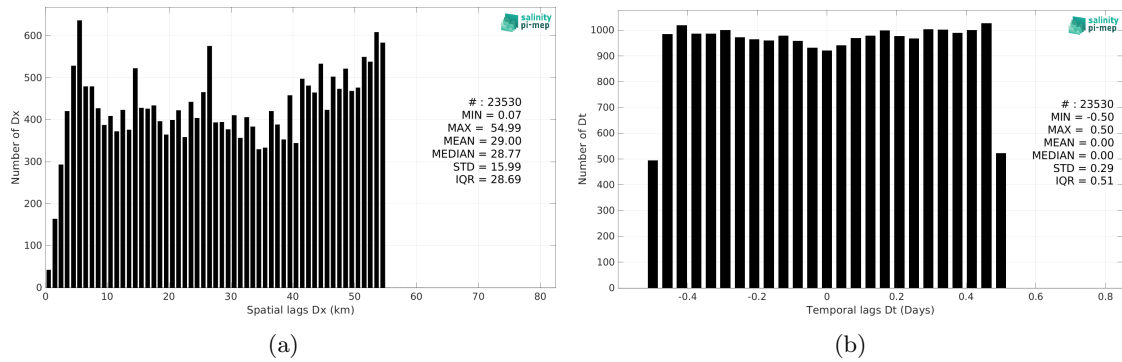 salinity
pi-mep
600
500
400
300
200
100
0
Number of Dx
# : 23530
MIN = 0.07
MAX = 54.99
MEAN = 29.00
MEDIAN = 28.77
STD = 15.99
IQR = 28.69
0 10 20 30 40 50 60 70 80
Spatial lags Dx (km)
(a)
salinity
pi-mep
1000
900
800
700
600
500
400
300
200
100
0
Number of Dt
# : 23530
MIN = -0.50
MAX = 0.50
MEAN = 0.00
MEDIAN = 0.00
STD = 0.29
IQR = 0.51
-0.4 -0.2 0 0.2 0.4 0.6 0.8
Temporal lags Dt (Days)
(b)